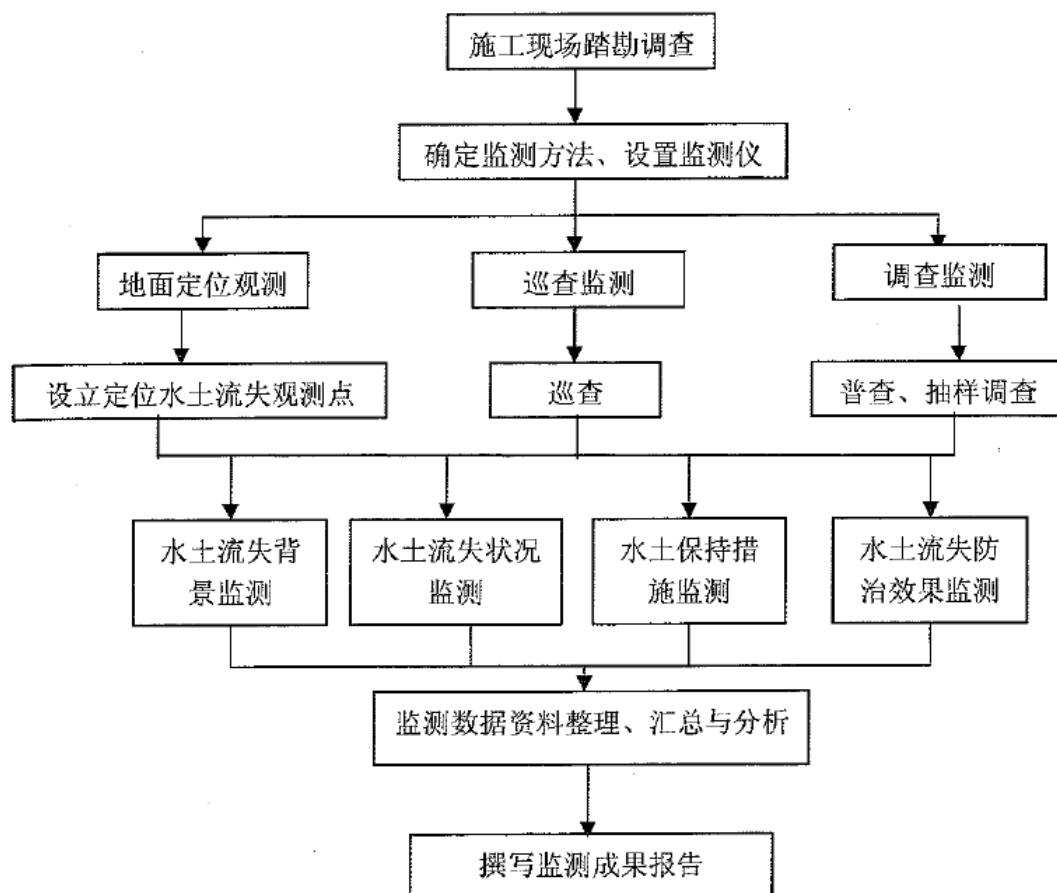 施工现场踏勘调查
确定监测方法、设置监测仪
地面定位观测
巡查监测
调查监测
设立定位水土流失观测点
巡查
普查、抽样调查
水土流失背
景监测
水土流失状况
监测
水土保持措
施监测
水土流失防
治效果监测
监测数据资料整理、汇总与分析
撰写监测成果报告